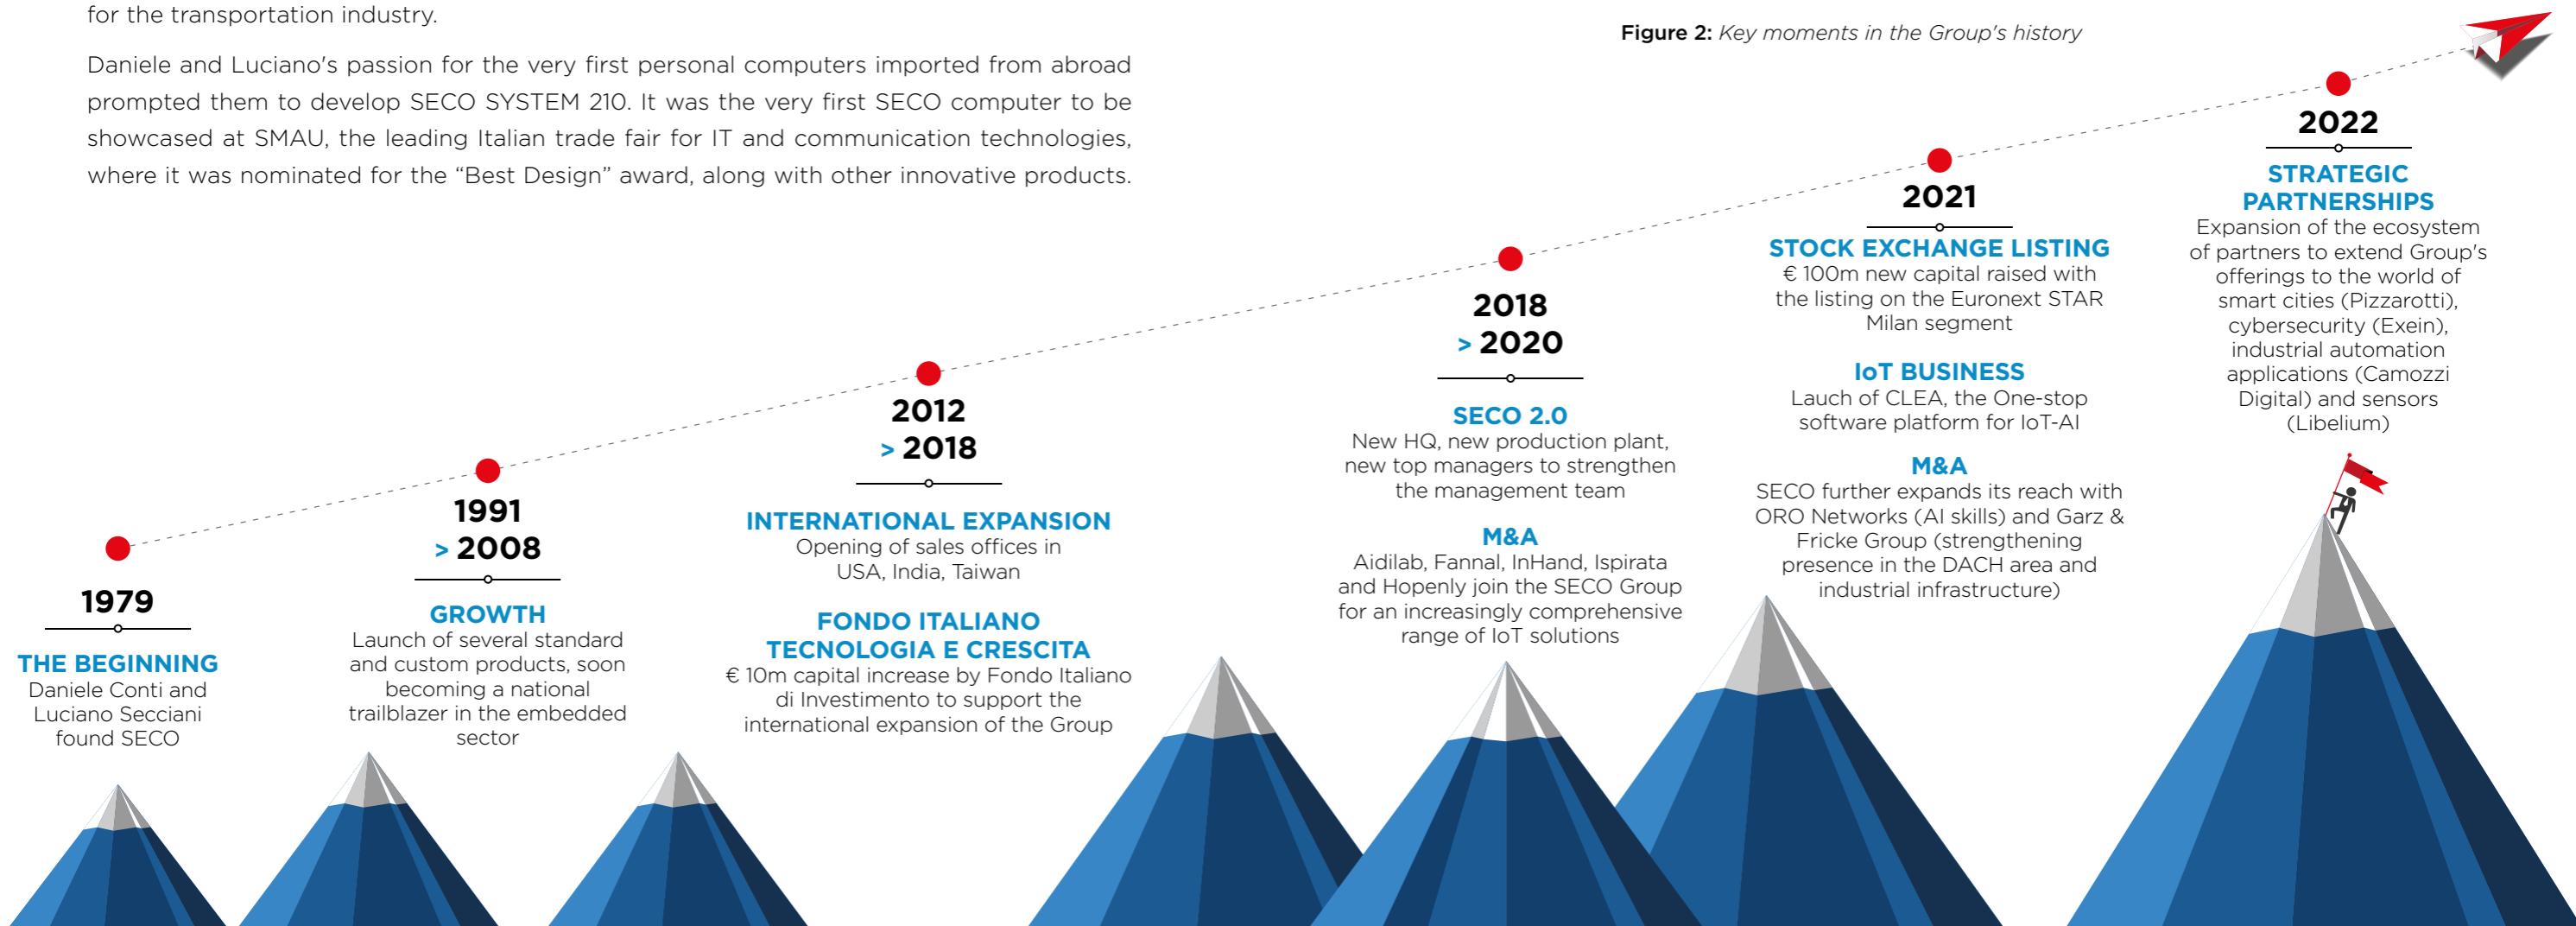 for the transportation industry.
Daniele and Luciano's passion for the very first personal computers imported from abroad
prompted them to develop SECO SYSTEM 210. It was the very first SECO computer to be
showcased at SMAU, the leading Italian trade fair for IT and communication technologies,
where it was nominated for the “Best Design” award, along with other innovative products.
Figure 2: Key moments in the Group's history
1979
THE BEGINNING
Daniele Conti and
Luciano Secciani
found SECO
1991
> 2008
GROWTH
Launch of several standard
and custom products, soon
becoming a national
trailblazer in the embedded
sector
2012
> 2018
INTERNATIONAL EXPANSION
Opening of sales offices in
USA, India, Taiwan
FONDO ITALIANO
TECNOLOGIA E CRESCITA
€ 10m capital increase by Fondo Italiano
di Investimento to support the
international expansion of the Group
2018
> 2020
SECO 2.0
New HQ, new production plant,
new top managers to strengthen
the management team
M&A
Aidilab, Fannal, InHand, Ispirata
and Hopenly join the SECO Group
for an increasingly comprehensive
range of IoT solutions
2021
STOCK EXCHANGE LISTING
€ 100m new capital raised with
the listing on the Euronext STAR
Milan segment
IoT BUSINESS
Lauch of CLEA, the One-stop
software platform for IoT-AI
M&A
SECO further expands its reach with
ORO Networks (AI skills) and Garz &
Fricke Group (strengthening
presence in the DACH area and
industrial infrastructure)
2022
STRATEGIC
PARTNERSHIPS
Expansion of the ecosystem
of partners to extend Group's
offerings to the world of
smart cities (Pizzarotti),
cybersecurity (Exein),
industrial automation
applications (Camozzi
Digital) and sensors
(Libelium)